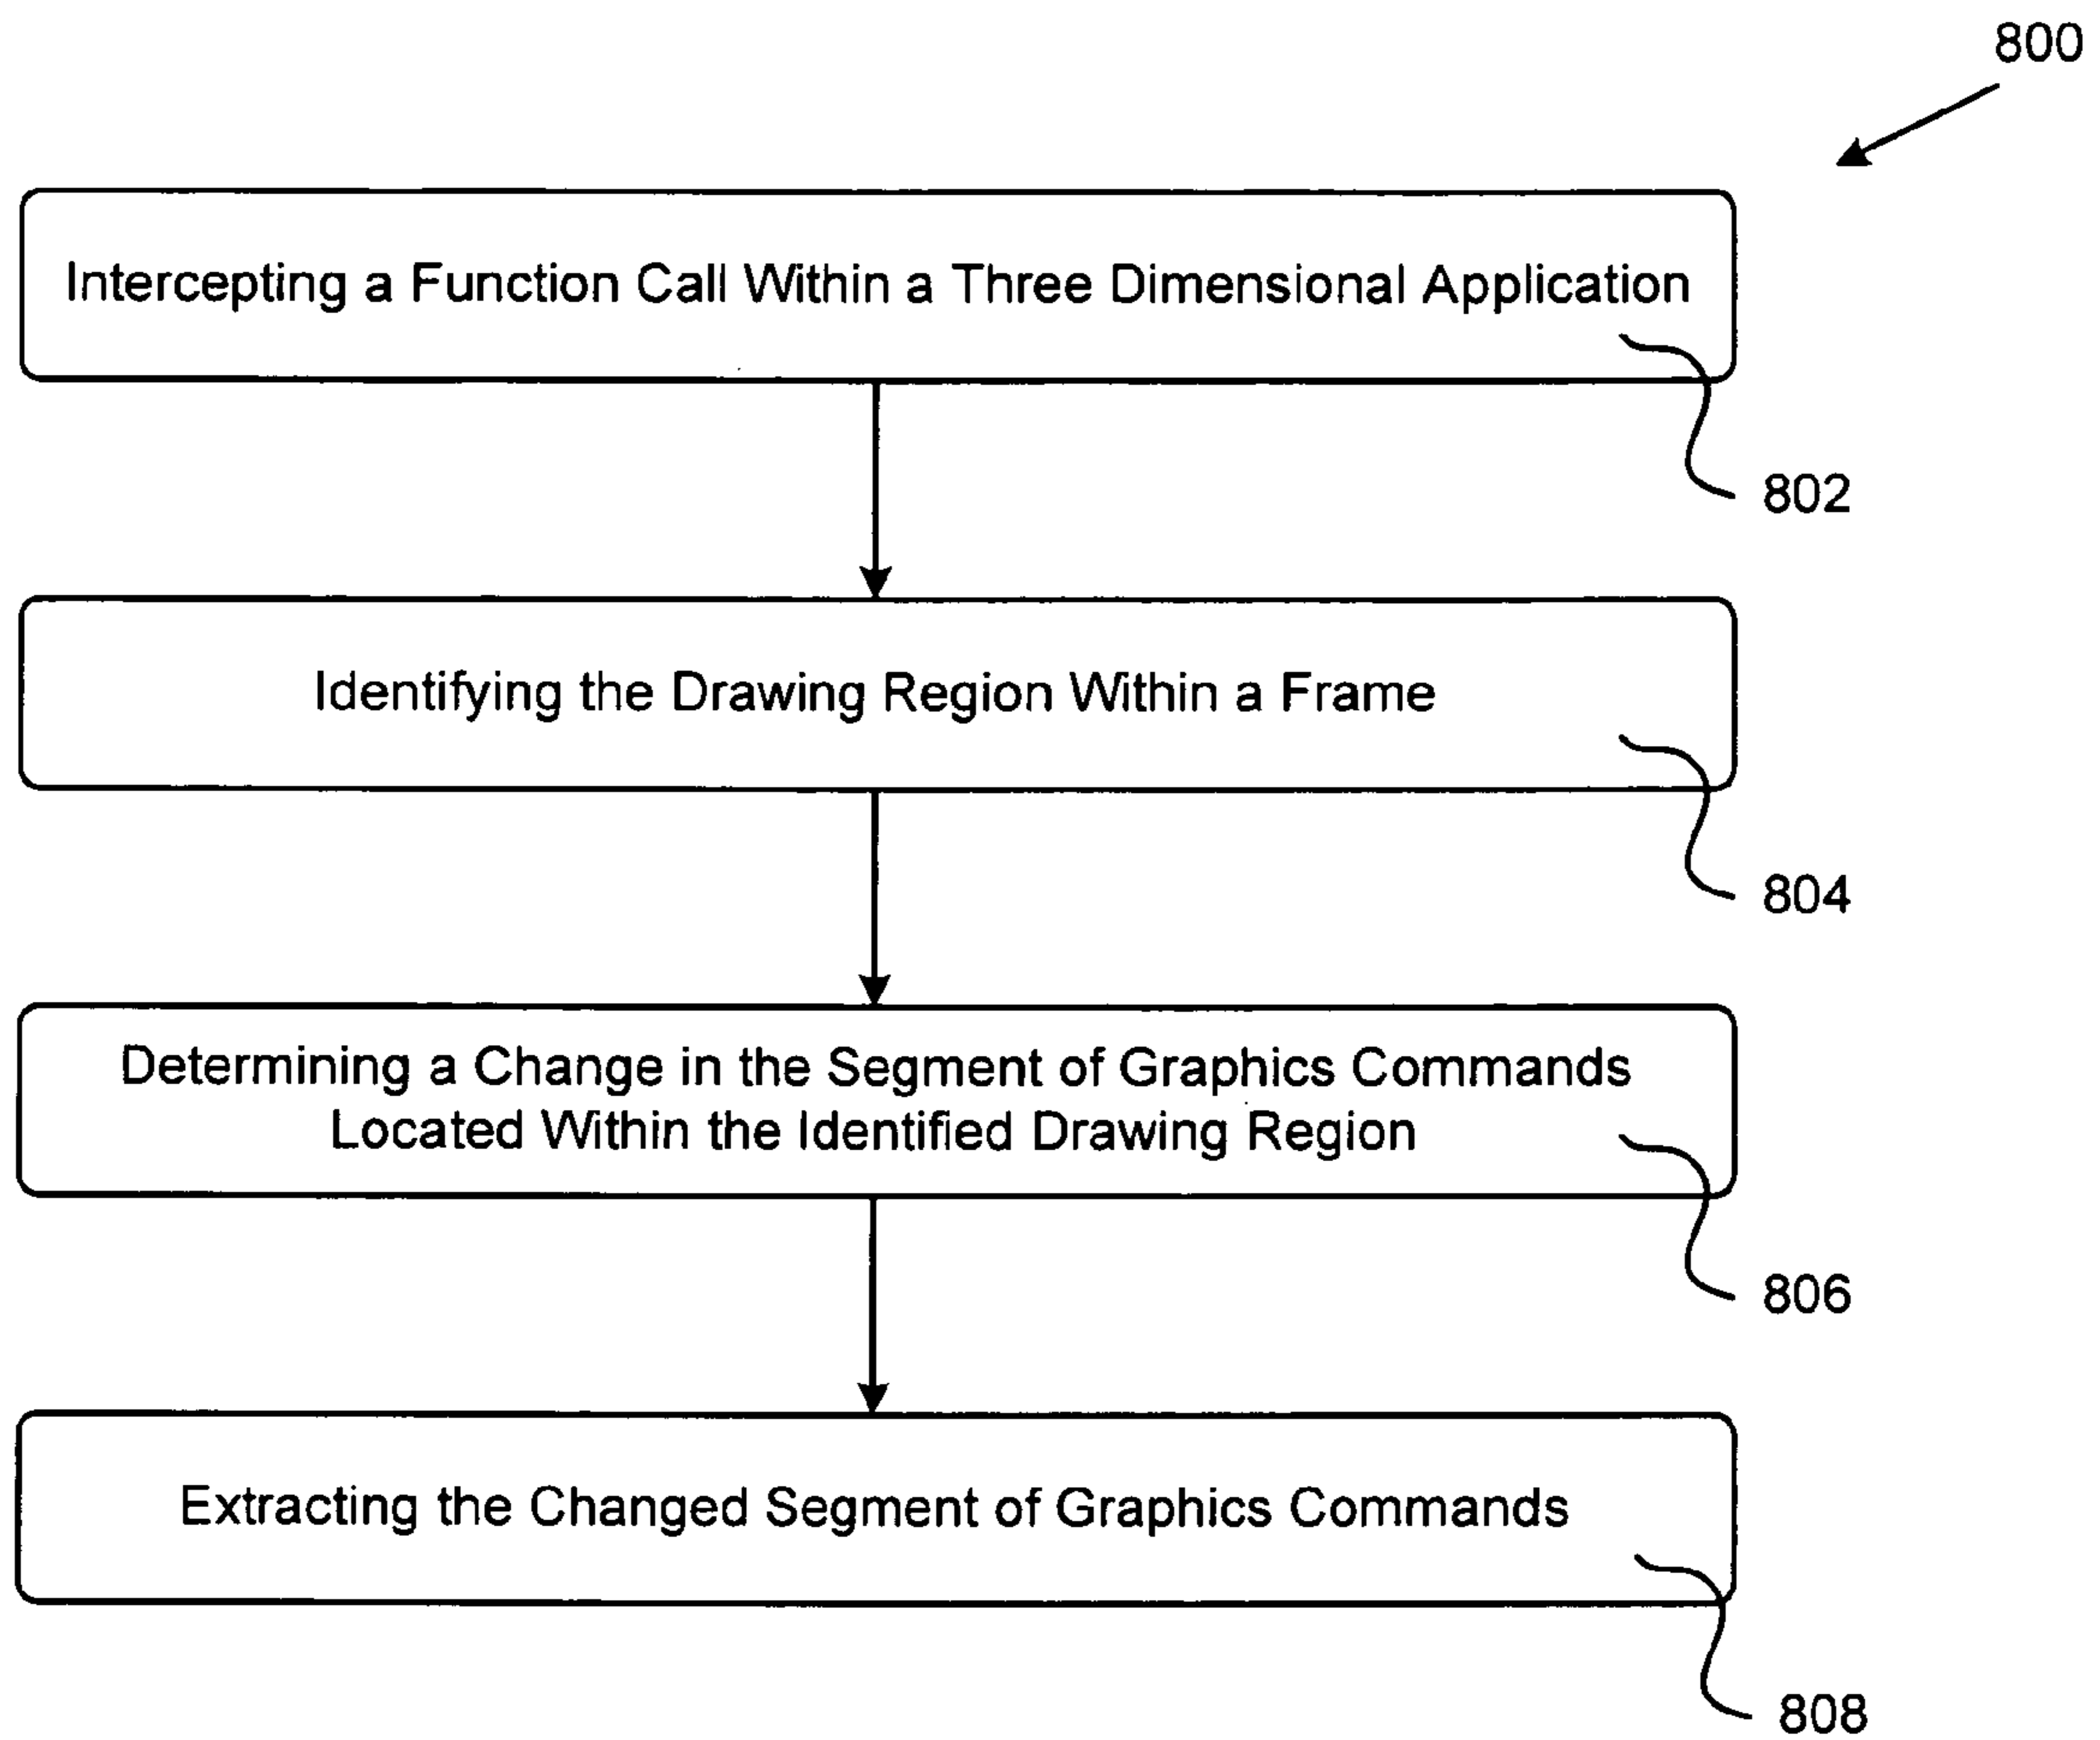 800
Intercepting a Function Call Within a Three Dimensional Application
802
Identifying the Drawing Region Within a Frame
804
Determining a Change in the Segment of Graphics Commands
Located Within the Identified Drawing Region
806
Extracting the Changed Segment of Graphics Commands
808